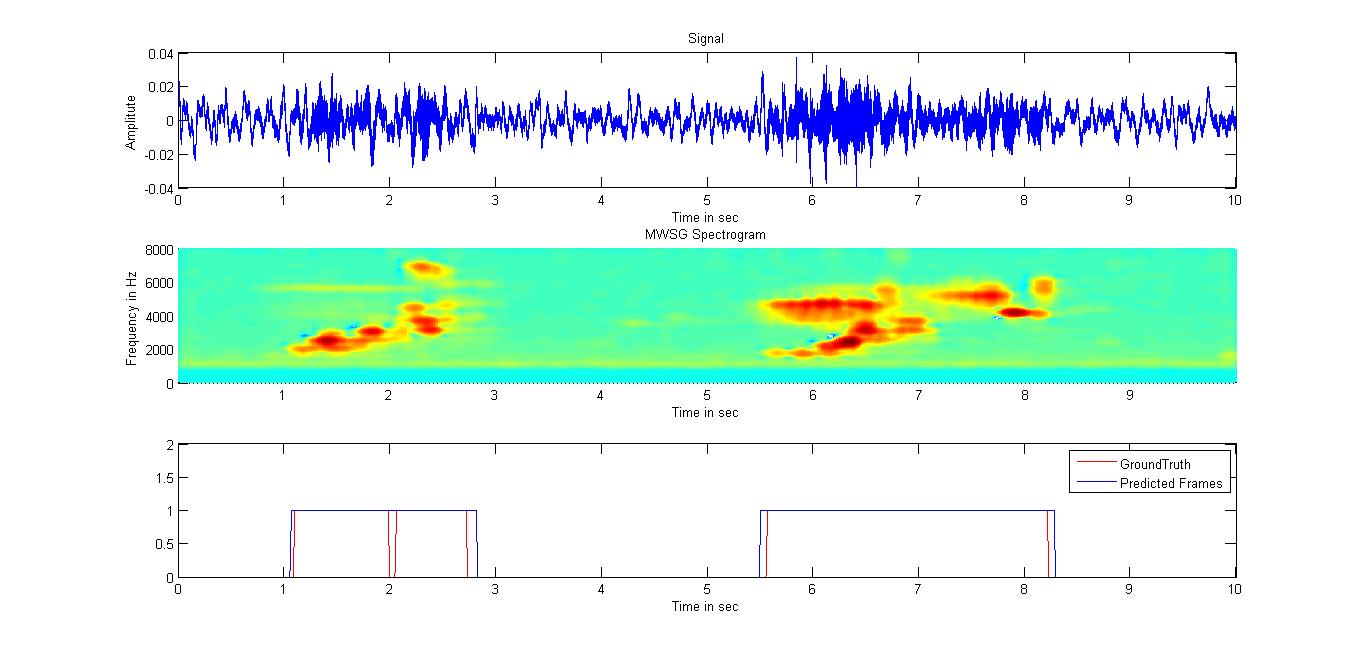 Signal
0.04
0.02
0
-0.02
-0.04
Amplitute
0 1 2 3 4 5 6 7 8 9 10
Time in sec
MWSG Spectrogram
8000
6000
4000
2000
0
Frequency in Hz
1 2 3 4 5 6 7 8 9
Time in sec
2
1.5
1
0.5
0
GroundTruth
Predicted Frames
0 1 2 3 4 5 6 7 8 9 10
Time in sec